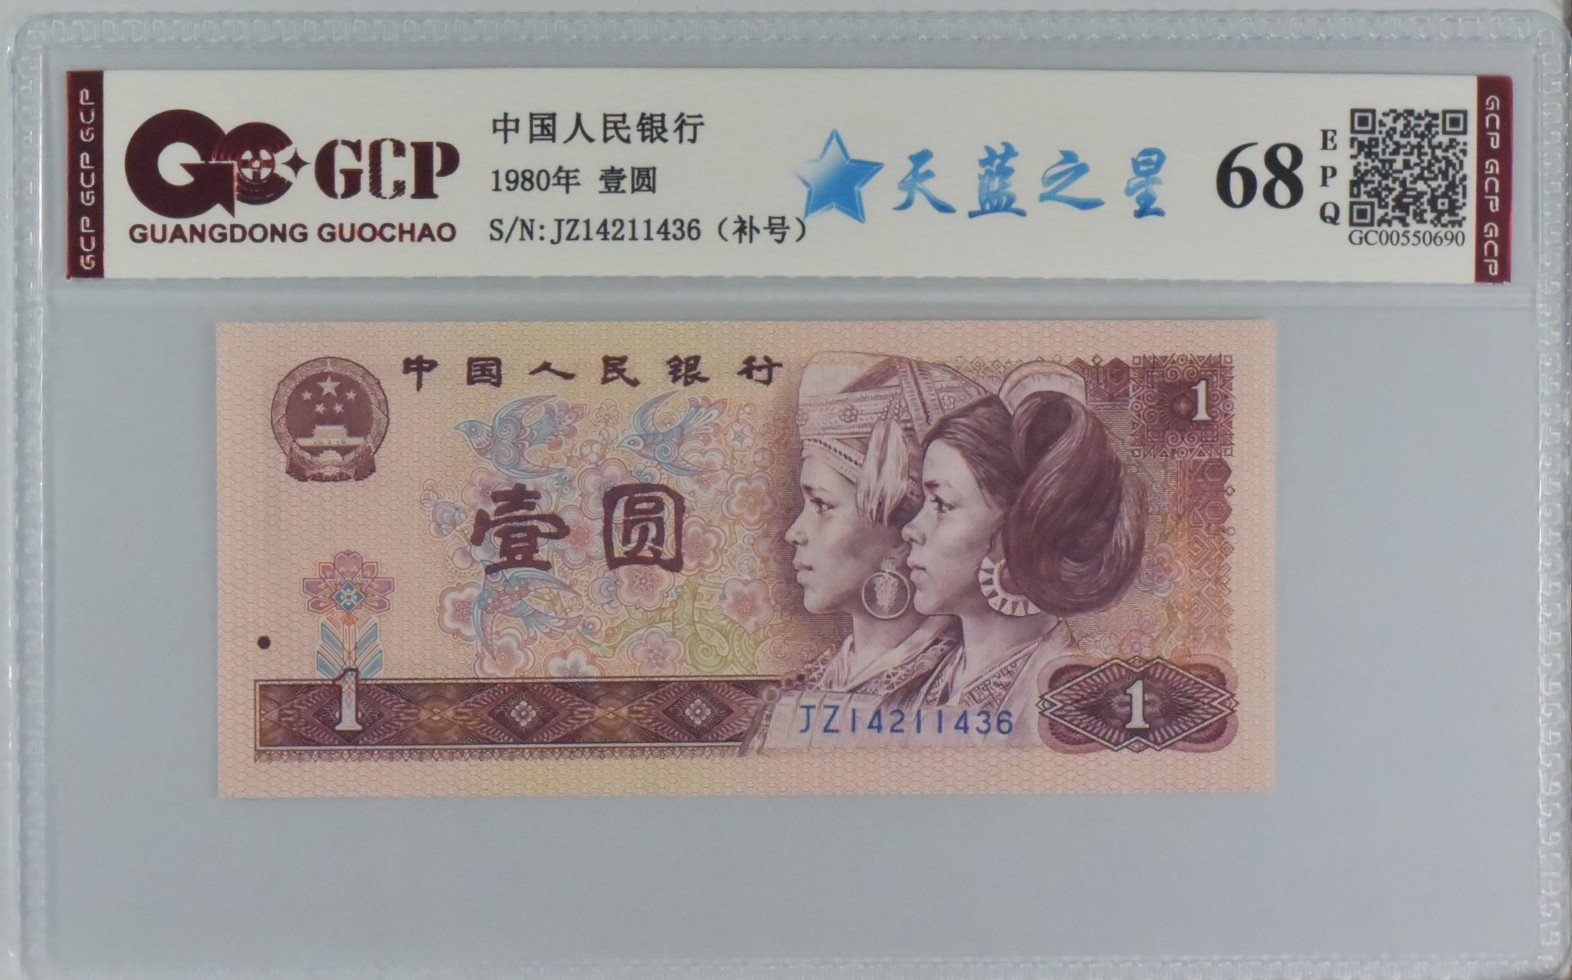 GCP GCP GCP
GCP
GUANGDONG GUOCHAO
中国人民银行
1980年 壹圆
S/N:JZ14211436（补号）
天蓝之星
68
EPQ
GC00550690
GCP GCP GCP
中国人民银行
1
壹圆
1
JZ14211436
1